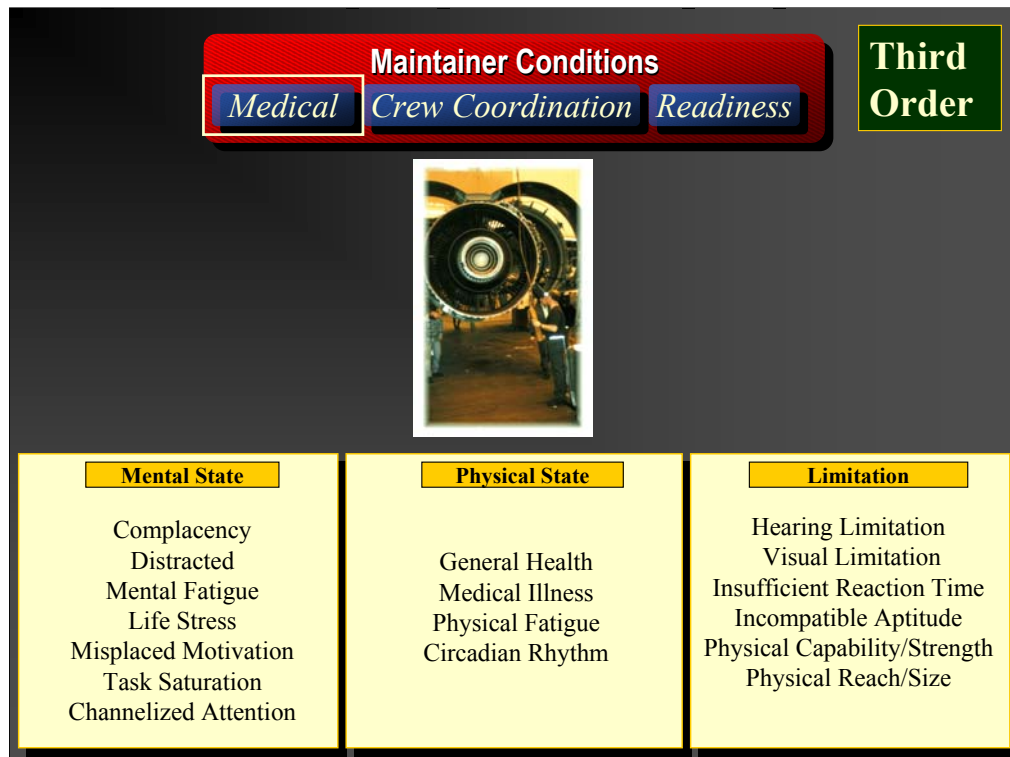 Maintainer Conditions
Medical Crew Coordination Readiness
Third
Order
Mental State
Complacency
Distracted
Mental Fatigue
Life Stress
Misplaced Motivation
Task Saturation
Channelized Attention
Physical State
General Health
Medical Illness
Physical Fatigue
Circadian Rhythm
Limitation
Hearing Limitation
Visual Limitation
Insufficient Reaction Time
Incompatible Aptitude
Physical Capability/Strength
Physical Reach/Size